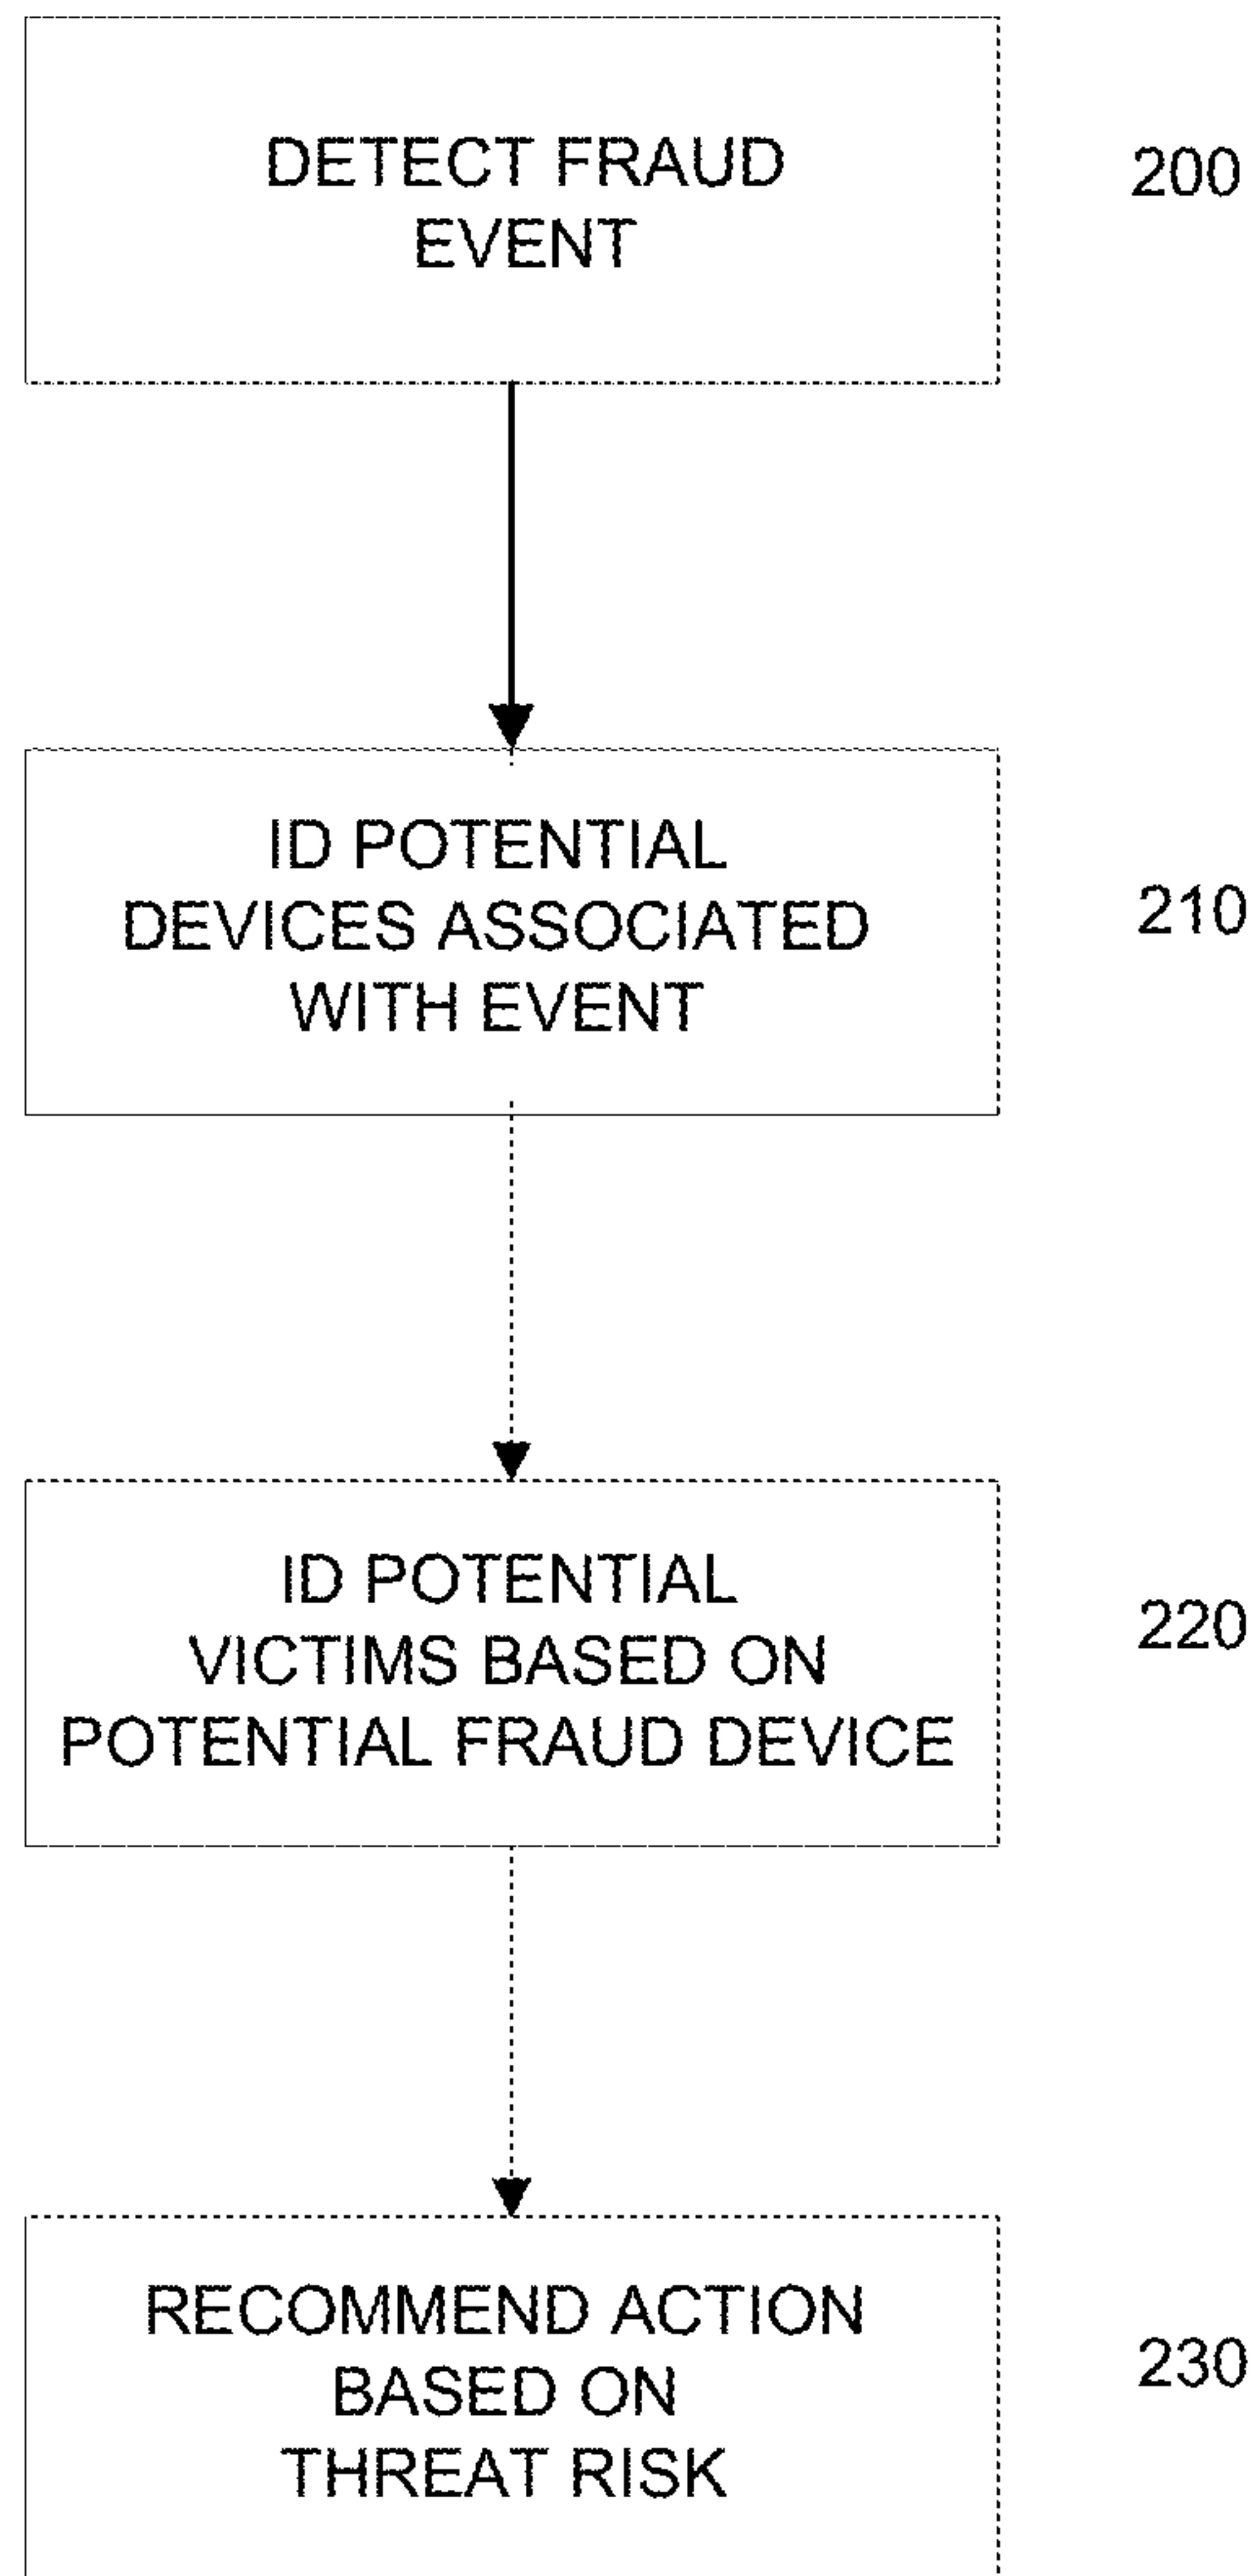 DETECT FRAUD
EVENT
200
ID POTENTIAL
DEVICES ASSOCIATED
WITH EVENT
210
ID POTENTIAL
VICTIMS BASED ON
POTENTIAL FRAUD DEVICE
220
RECOMMEND ACTION
BASED ON
THREAT RISK
230